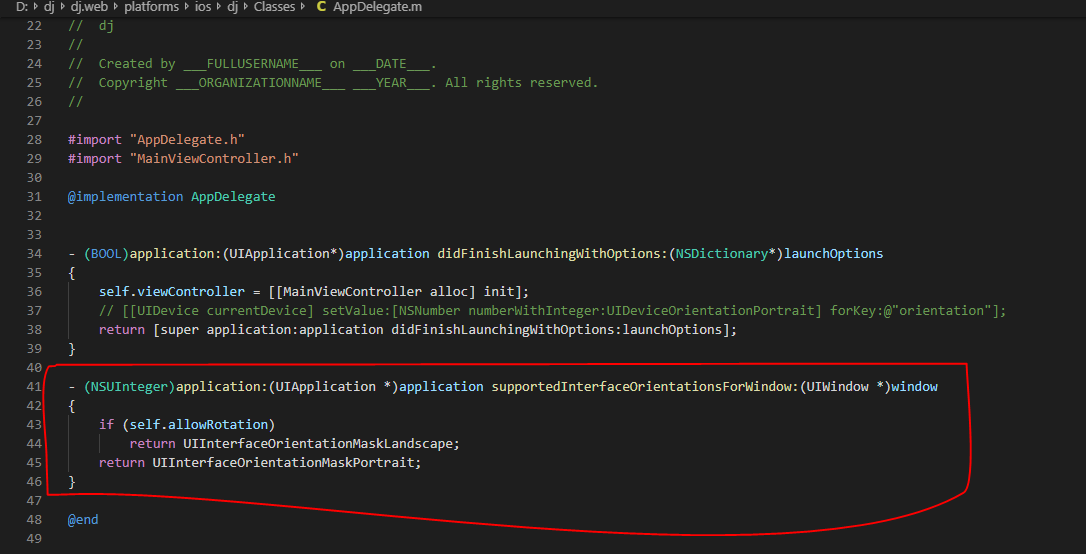 D: › dj › dj.web › platforms › ios › dj › Classes › C AppDelegate.m
22 // dj
23 //
24 // Created by ___FULLUSERNAME___ on ___DATE___.
25 // Copyright ___ORGANIZATIONNAME___ ___YEAR___. All rights reserved.
26 //
27
28 #import "AppDelegate.h"
29 #import "MainViewController.h"
30
31 @implementation AppDelegate
32
33
34 - (BOOL)application:(UIApplication*)application didFinishLaunchingWithOptions:(NSDictionary*)launchOptions
35 {
36     self.viewController = [[MainViewController alloc] init];
37     // [[UIDevice currentDevice] setValue:[NSNumber numberWithInteger:UIDeviceOrientationPortrait] forKey:@"orientation"];
38     return [super application:application didFinishLaunchingWithOptions:launchOptions];
39 }
40
41 - (NSUInteger)application:(UIApplication *)application supportedInterfaceOrientationsForWindow:(UIWindow *)window
42 {
43     if (self.allowRotation)
44         return UIInterfaceOrientationMaskLandscape;
45     return UIInterfaceOrientationMaskPortrait;
46 }
47
48 @end
49